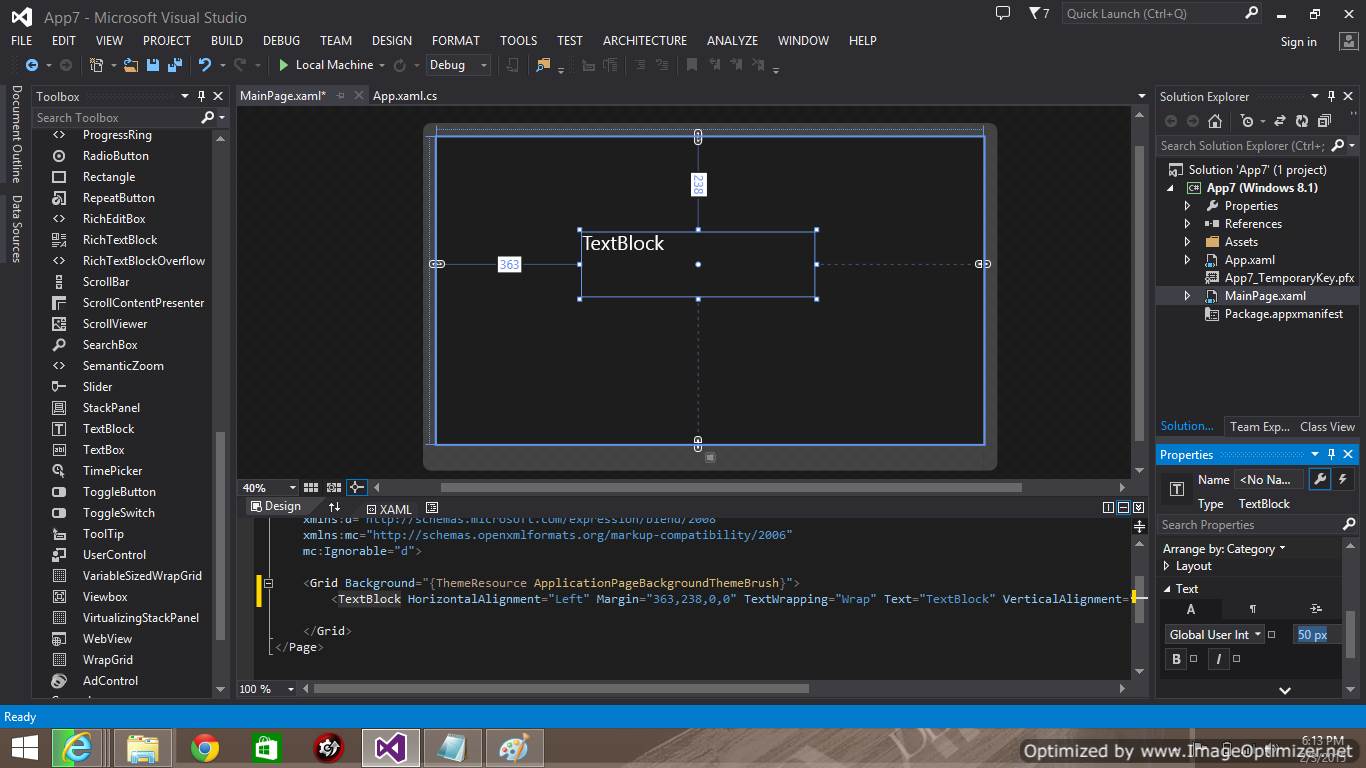 App7 - Microsoft Visual Studio
7
Quick Launch (Ctrl+Q)
FILE EDIT VIEW PROJECT BUILD DEBUG TEAM DESIGN FORMAT TOOLS TEST ARCHITECTURE ANALYZE WINDOW HELP
Sign in
Local Machine
Debug
Document Outline
Data Sources
Toolbox
Search Toolbox
ProgressRing
RadioButton
Rectangle
RepeatButton
RichEditBox
RichTextBlock
RichTextBlockOverflow
ScrollBar
ScrollContentPresenter
ScrollViewer
SearchBox
SemanticZoom
Slider
StackPanel
TextBlock
TextBox
TimePicker
ToggleButton
ToggleSwitch
ToolTip
UserControl
VariableSizedWrapGrid
Viewbox
VirtualizingStackPanel
WebView
WrapGrid
AdControl
MainPage.xaml*
App.xaml.cs
238
TextBlock
363
40%
Design
XAML
xmlns:d="http://schemas.microsoft.com/expression/blend/2008"
xmlns:mc="http://schemas.openxmlformats.org/markup-compatibility/2006"
mc:Ignorable="d">
<Grid Background="{ThemeResource ApplicationPageBackgroundThemeBrush}">
<TextBlock HorizontalAlignment="Left" Margin="363,238,0,0" TextWrapping="Wrap" Text="TextBlock" VerticalAlignment=
</Grid>
</Page>
100 %
Solution Explorer
Search Solution Explorer (Ctrl+;
Solution 'App7' (1 project)
C# App7 (Windows 8.1)
Properties
References
Assets
App.xaml
App7_TemporaryKey.pfx
MainPage.xaml
Package.appxmanifest
Solution... Team Exp... Class View
Properties
Name <No Na...
Type TextBlock
Search Properties
Arrange by: Category
Layout
Text
A
Global User Int
50 px
B I
Ready
6:13 PM
Optimized by www.ImageOptimizer.net